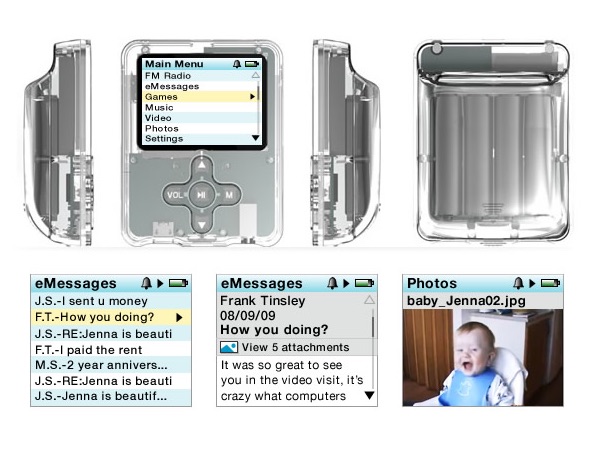 Main Menu
FM Radio
eMessages
Games
Music
Video
Photos
Settings
VOL
M
eMessages
J.S.-I sent u money
F.T.-How you doing?
J.S.-RE:Jenna is beauti
F.T.-I paid the rent
M.S.-2 year annivers...
J.S.-RE:Jenna is beauti
J.S.-Jenna is beautif...
eMessages
Frank Tinsley
08/09/09
How you doing?
View 5 attachments
It was so great to see
you in the video visit, it's
crazy what computers
Photos
baby_Jenna02.jpg